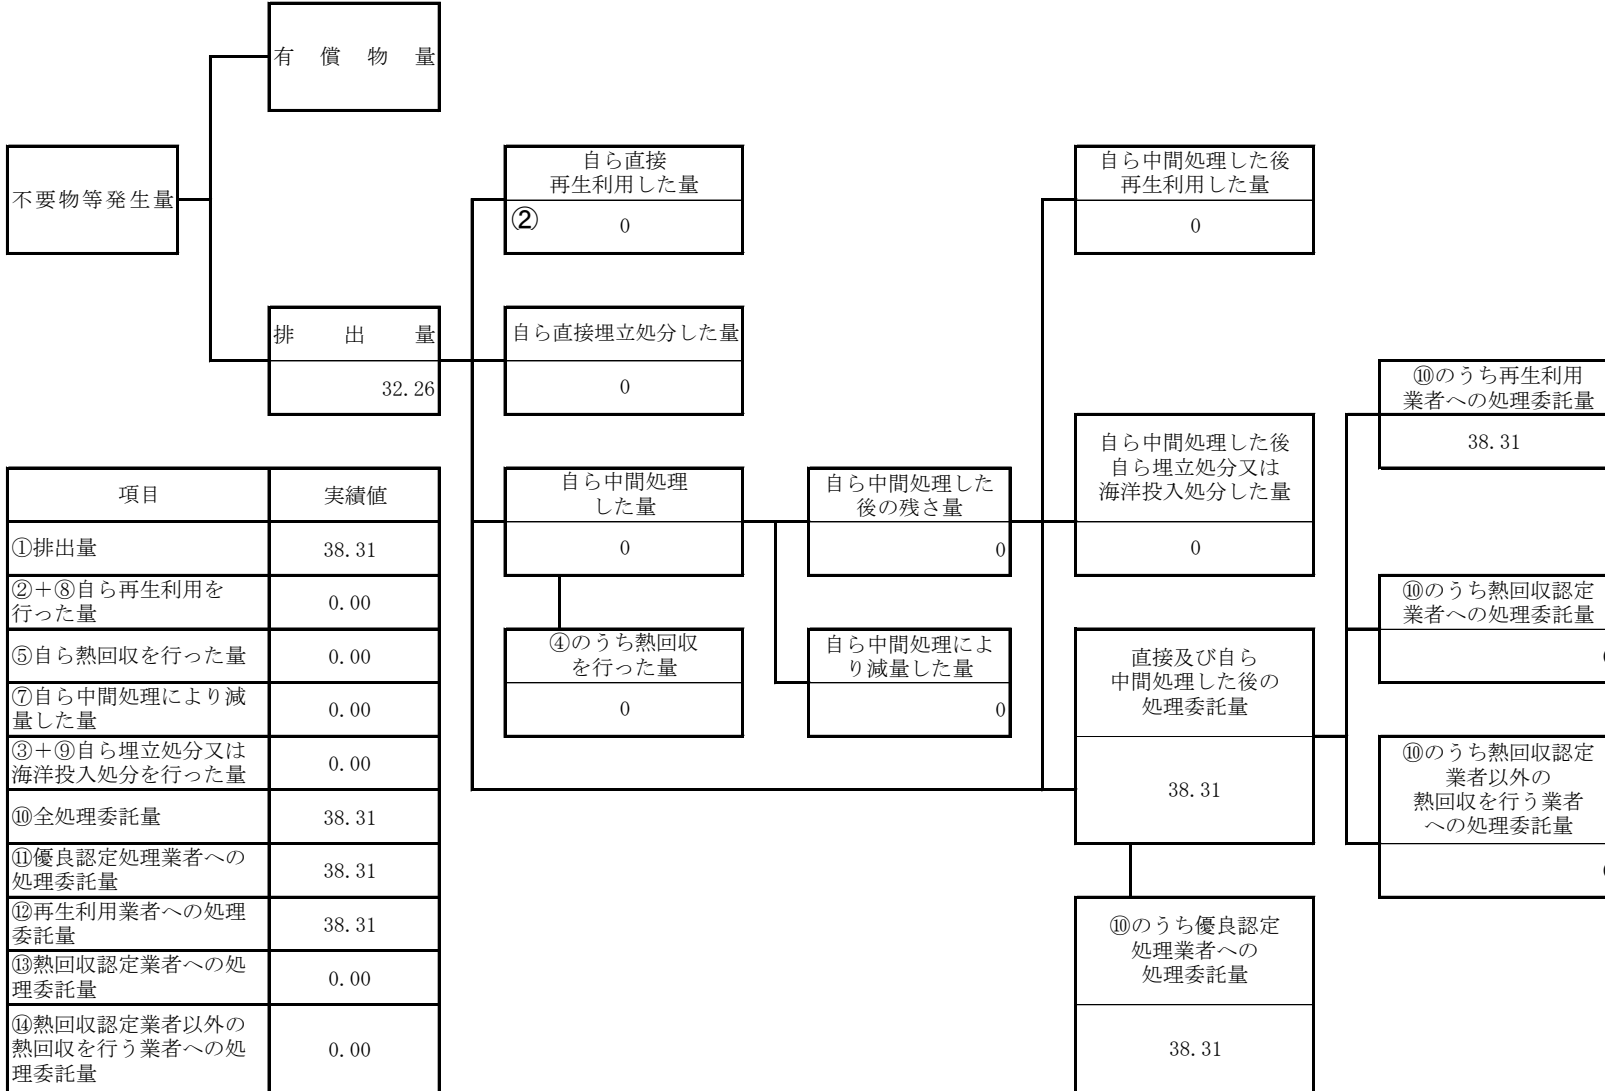 有償物量
不要物等発生量
自ら直接
再生利用した量
②
0
自ら中間処理した後
再生利用した量
0
排出量
32.26
自ら直接埋立処分した量
0
⑩のうち再生利用
業者への処理委託量
38.31
自ら中間処理
した量
0
自ら中間処理した
後の残さ量
0
自ら中間処理した後
自ら埋立処分又は
海洋投入処分した量
0
④のうち熱回収
を行った量
0
自ら中間処理によ
り減量した量
0
直接及び自ら
中間処理した後の
処理委託量
38.31
⑩のうち熱回収認定
業者への処理委託量
⑩のうち熱回収認定
業者以外の
熱回収を行う業者
への処理委託量
⑩のうち優良認定
処理業者への
処理委託量
38.31
項目 実績値
①排出量 38.31
②+⑧自ら再生利用を
行った量 0.00
⑤自ら熱回収を行った量 0.00
⑦自ら中間処理により減
量した量 0.00
③+⑨自ら埋立処分又は
海洋投入処分を行った量 0.00
⑩全処理委託量 38.31
⑪優良認定処理業者への
処理委託量 38.31
⑫再生利用業者への処理
委託量 38.31
⑬熱回収認定業者への処
理委託量 0.00
⑭熱回収認定業者以外の
熱回収を行う業者への処
理委託量 0.00